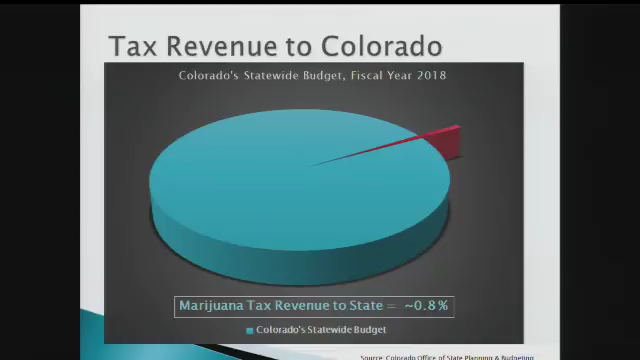 Tax Revenue to Colorado
Colorado's Statewide Budget, Fiscal Year 2018
Marijuana Tax Revenue to State = ~0.8%
Colorado's Statewide Budget
Source: Colorado Office of State Planning & Budgeting